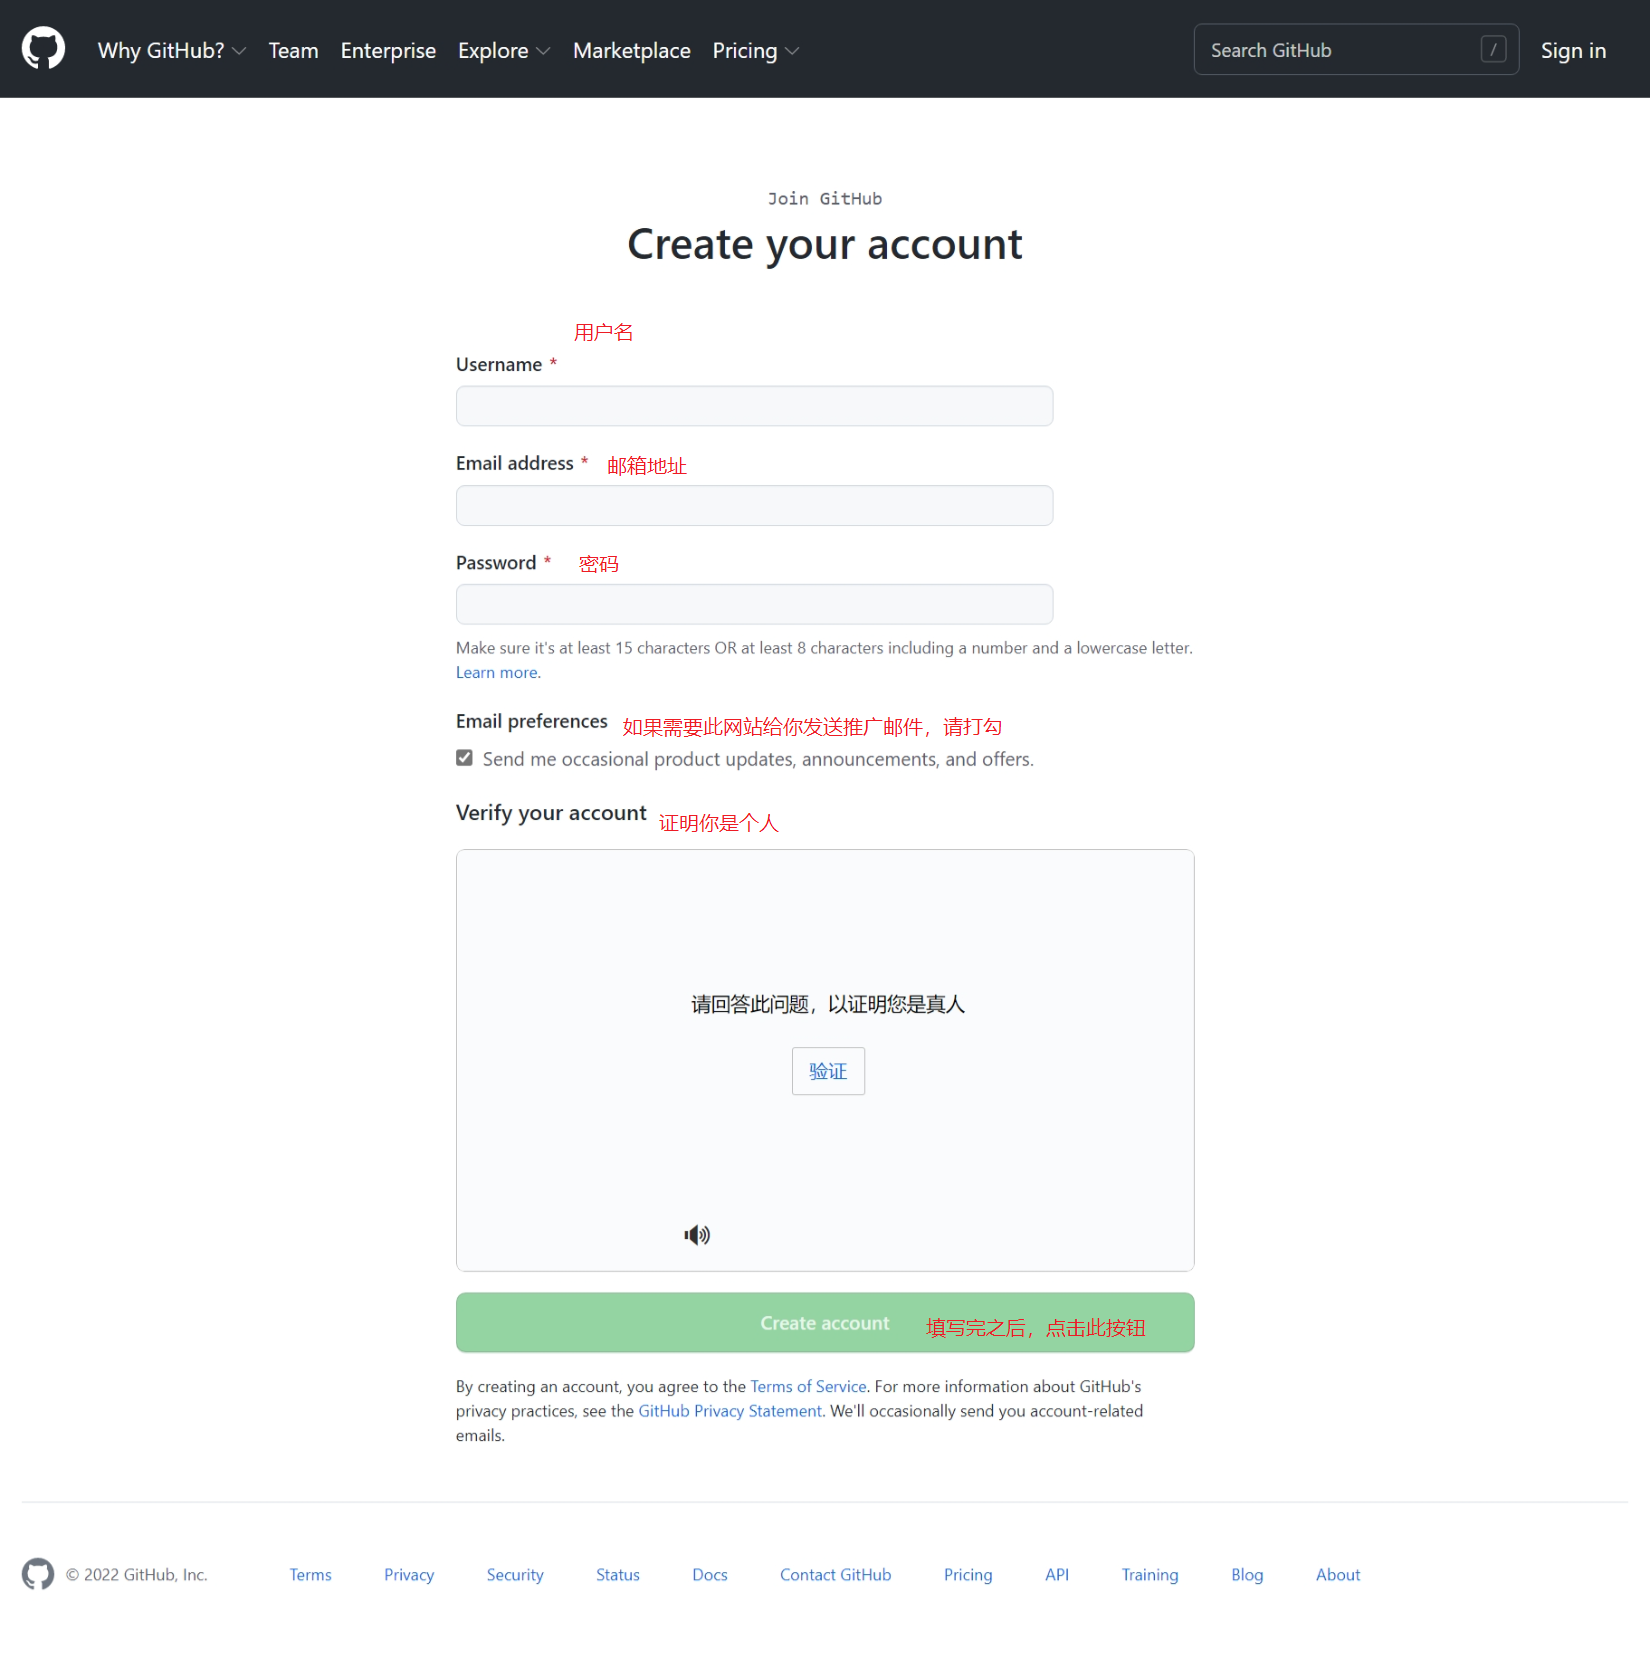 Why GitHub? Team Enterprise Explore Marketplace Pricing Search GitHub / Sign in
Join GitHub
Create your account
用户名
Username *
Email address * 邮箱地址
Password * 密码
Make sure it's at least 15 characters OR at least 8 characters including a number and a lowercase letter.
Learn more.
Email preferences 如果需要此网站给你发送推广邮件，请打勾
Send me occasional product updates, announcements, and offers.
Verify your account 证明你是个人
请回答此问题，以证明您是真人
验证
Create account 填写完之后，点击此按钮
By creating an account, you agree to the Terms of Service. For more information about GitHub's
privacy practices, see the GitHub Privacy Statement. We'll occasionally send you account-related
emails.
© 2022 GitHub, Inc. Terms Privacy Security Status Docs Contact GitHub Pricing API Training Blog About